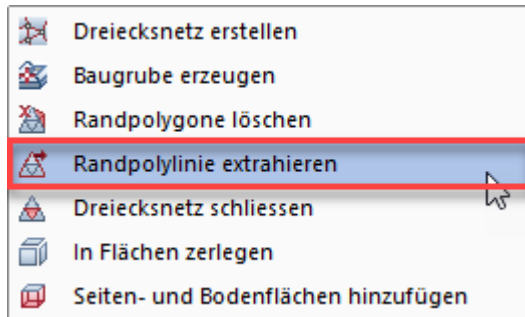 Dreiecksnetz erstellen
Baugrube erzeugen
Randpolygone löschen
Randpolylinie extrahieren
Dreiecksnetz schliessen
In Flächen zerlegen
Seiten- und Bodenflächen hinzufügen